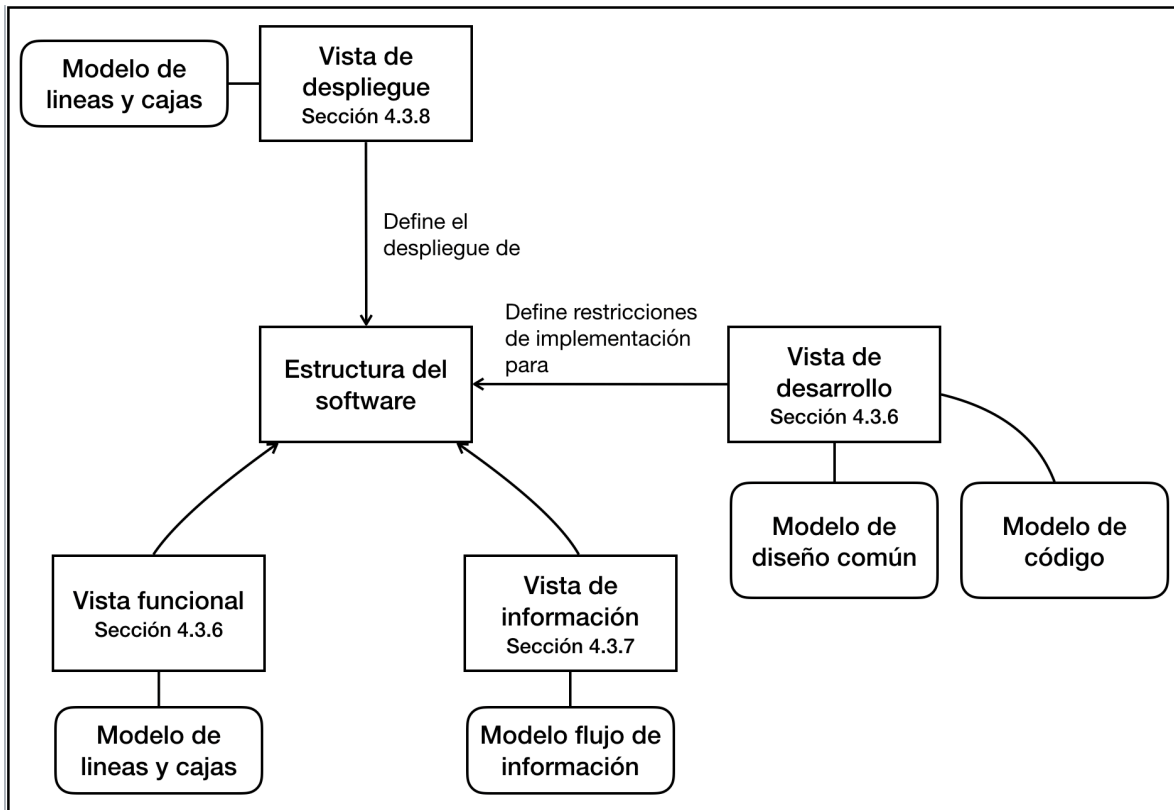 Modelo de
lineas y cajas
Vista de
despliegue
Sección 4.3.8
Define el
despliegue de
Define restricciones
de implementación
para
Estructura del
software
Vista de
desarrollo
Sección 4.3.6
Modelo de
diseño común
Modelo de
código
Vista funcional
Sección 4.3.6
Vista de
información
Sección 4.3.7
Modelo de
lineas y cajas
Modelo flujo de
información